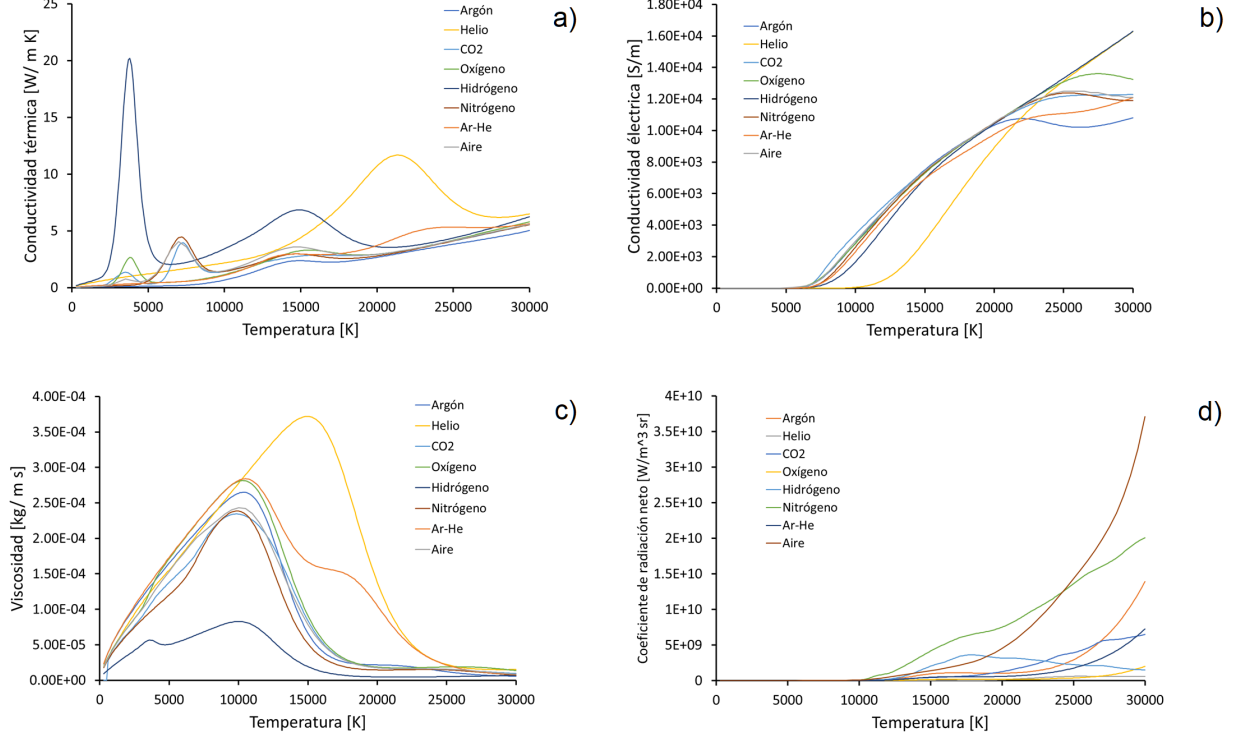 a)
Conductividad térmica [W/ m K]
25
20
15
10
5
0
0 5000 10000 15000 20000 25000 30000
Temperatura [K]
Argón
Helio
CO2
Oxígeno
Hidrógeno
Nitrógeno
Ar-He
Aire
b)
Conductividad électrica [S/m]
1.80E+04
1.60E+04
1.40E+04
1.20E+04
1.00E+04
8.00E+03
6.00E+03
4.00E+03
2.00E+03
0.00E+00
0 5000 10000 15000 20000 25000 30000
Temperatura [K]
Argón
Helio
CO2
Oxígeno
Hidrógeno
Nitrógeno
Ar-He
Aire
c)
Viscosidad [kg/ m s]
4.00E-04
3.50E-04
3.00E-04
2.50E-04
2.00E-04
1.50E-04
1.00E-04
5.00E-05
0.00E+00
0 5000 10000 15000 20000 25000 30000
Temperatura [K]
Argón
Helio
CO2
Oxígeno
Hidrógeno
Nitrógeno
Ar-He
Aire
d)
Coeficiente de radiación neto [W/m^3 sr]
4E+10
3.5E+10
3E+10
2.5E+10
2E+10
1.5E+10
1E+10
5E+09
0
0 5000 10000 15000 20000 25000 30000
Temperatura [K]
Argón
Helio
CO2
Oxígeno
Hidrógeno
Nitrógeno
Ar-He
Aire